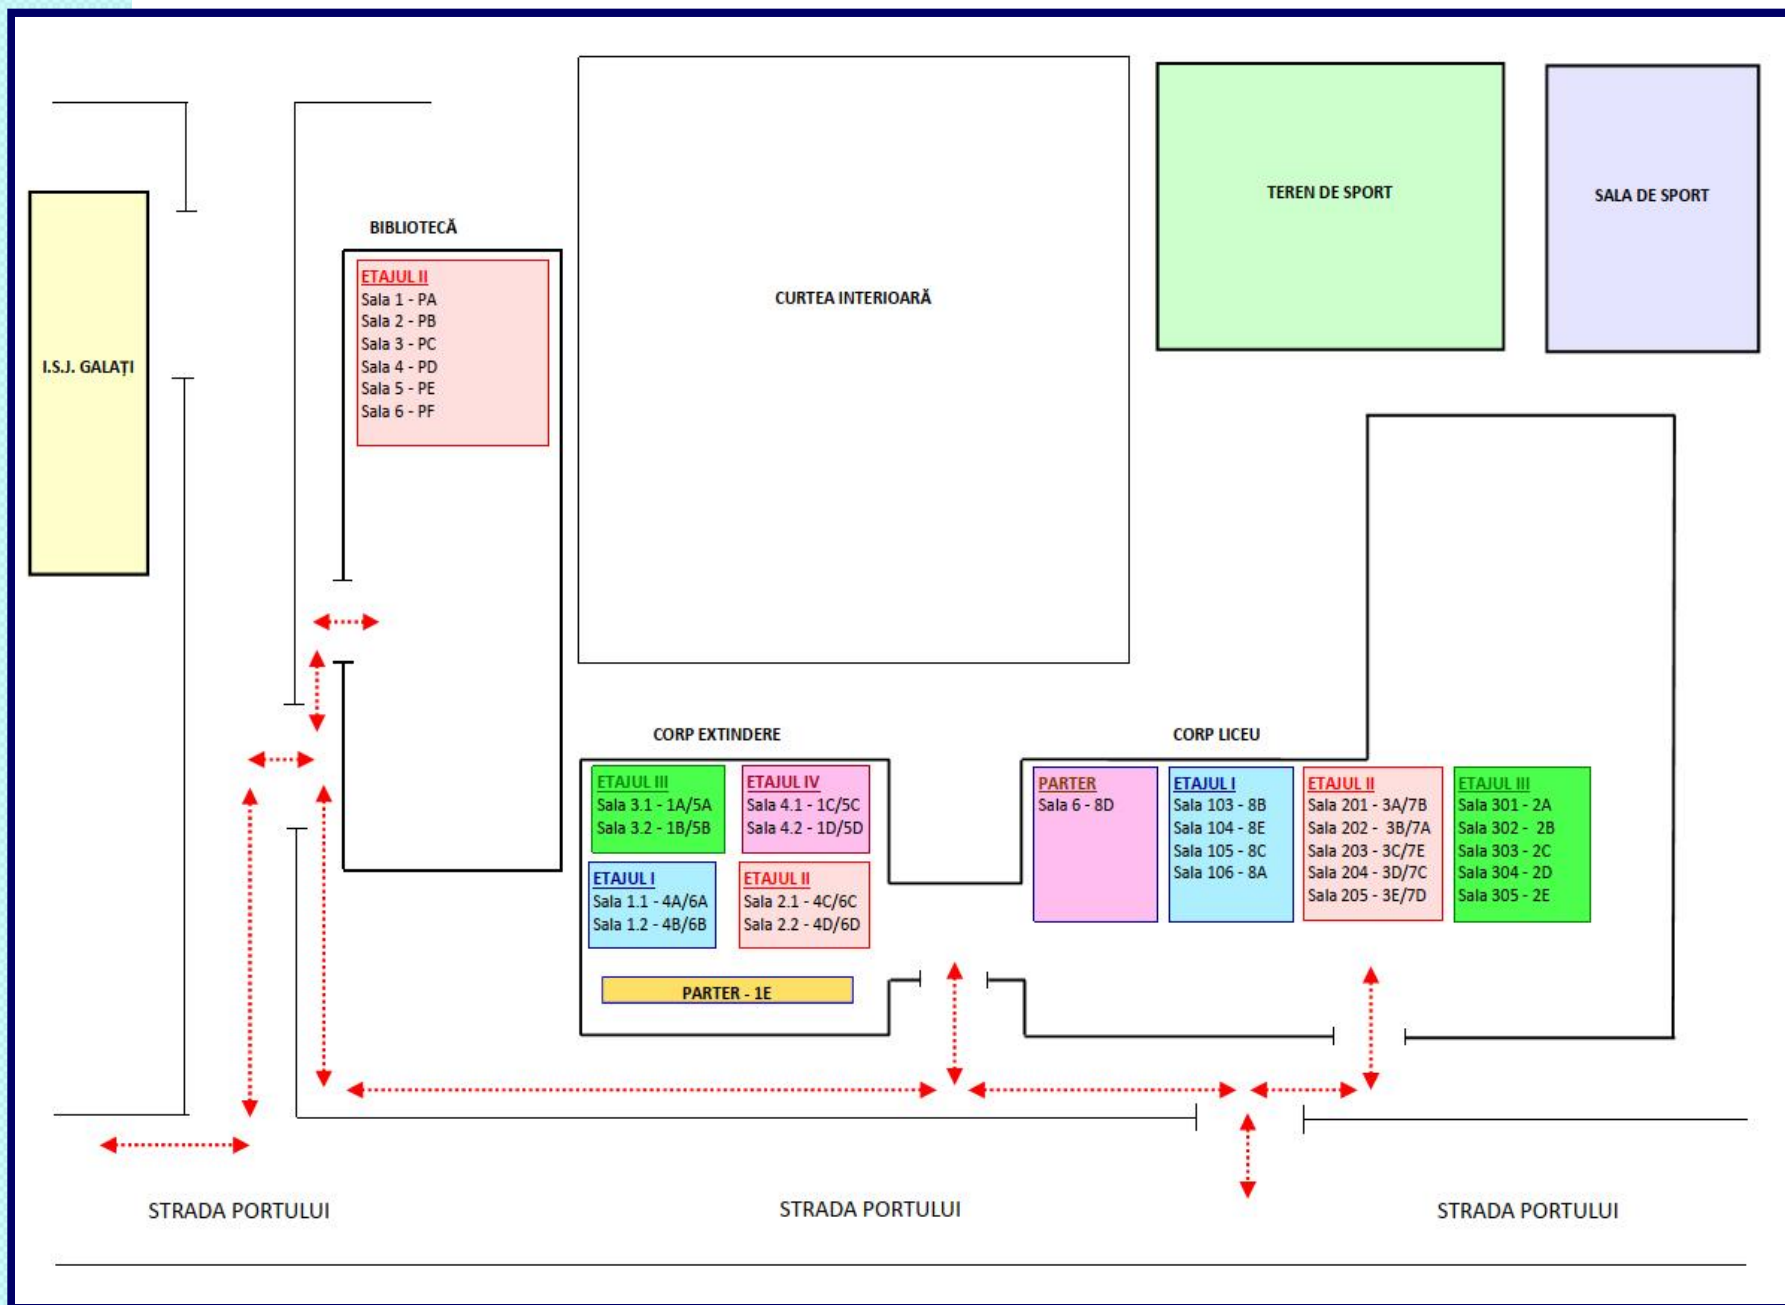 TEREN DE SPORT
SALA DE SPORT
BIBLIOTECĂ
ETAJUL II
Sala 1 - PA
Sala 2 - PB
Sala 3 - PC
Sala 4 - PD
Sala 5 - PE
Sala 6 - PF
CURTEA INTERIOARĂ
I.S.J. GALAȚI
CORP EXTINDERE
ETAJUL III
Sala 3.1 - 1A/5A
Sala 3.2 - 1B/5B
ETAJUL IV
Sala 4.1 - 1C/5C
Sala 4.2 - 1D/5D
ETAJUL I
Sala 1.1 - 4A/6A
Sala 1.2 - 4B/6B
ETAJUL II
Sala 2.1 - 4C/6C
Sala 2.2 - 4D/6D
PARTER - 1E
CORP LICEU
PARTER
Sala 6 - 8D
ETAJUL I
Sala 103 - 8B
Sala 104 - 8E
Sala 105 - 8C
Sala 106 - 8A
ETAJUL II
Sala 201 - 3A/7B
Sala 202 - 3B/7A
Sala 203 - 3C/7E
Sala 204 - 3D/7C
Sala 205 - 3E/7D
ETAJUL III
Sala 301 - 2A
Sala 302 - 2B
Sala 303 - 2C
Sala 304 - 2D
Sala 305 - 2E
STRADA PORTULUI
STRADA PORTULUI
STRADA PORTULUI